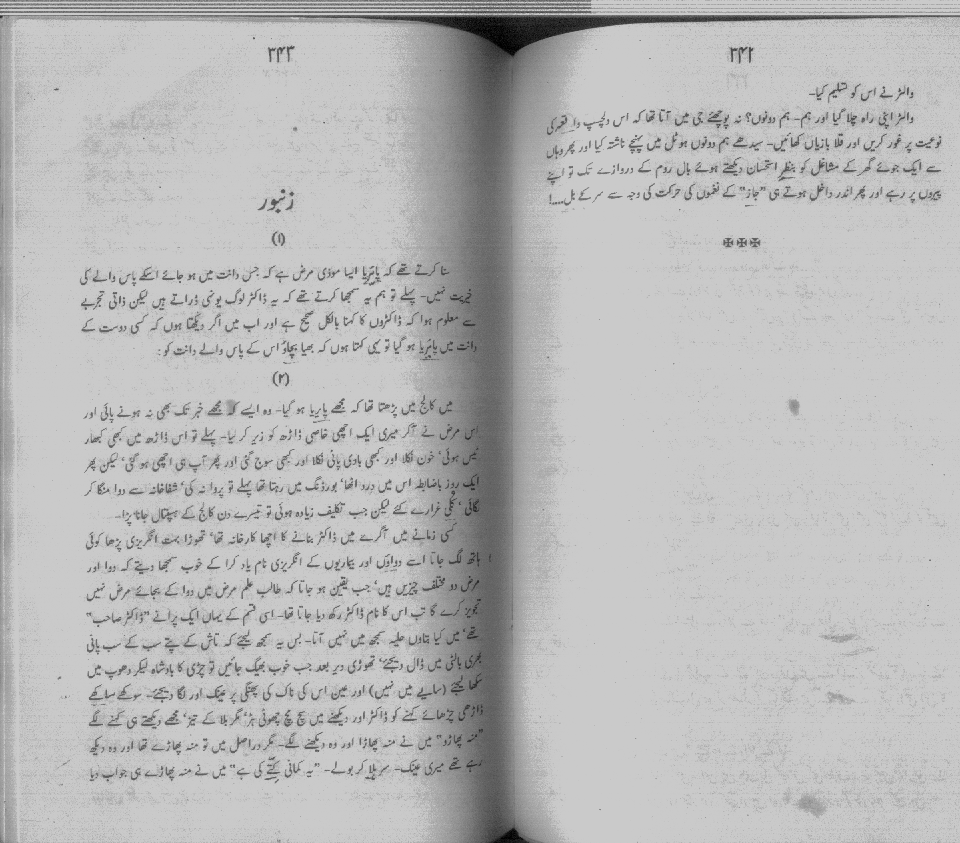 ۳۴۲
والٹر نے اس کو تسلیم کیا۔
والٹر اپنی راہ چلا گیا اور ہم۔ ہم دونوں؟ نہ پوچھئے جی میں آتا تھا کہ اس دلچسپ واقعہ کی
نوعیت پر غور کریں اور قلا بازیاں کھائیں۔ سیدھے ہم دونوں ہوٹل میں پہنچے ناشتہ کیا اور پھر وہاں
سے ایک جوئے گھر کے مشاغل کو بنظر استحسان دیکھتے ہوئے بال روم کے دروازے تک تو اپنے
پیروں پر رہے اور پھر اندر داخل ہوتے ہی "جاز" کے نغموں کی حرکت کی وجہ سے سر کے بل....!
۳۴۳
زنبور
(۱)
سنا کرتے تھے کہ پائریا ایسا موذی مرض ہے کہ جس دانت میں ہو جائے اسکے پاس والے کی
خیریت نہیں۔ پہلے تو ہم یہ سمجھا کرتے تھے کہ یہ ڈاکٹر لوگ یونہی ڈراتے ہیں لیکن ذاتی تجربے
سے معلوم ہوا کہ ڈاکٹروں کا کہنا بالکل صحیح ہے اور اب میں اگر دیکھتا ہوں کہ کسی دوست کے
دانت میں پائریا ہو گیا تو یہی کہتا ہوں کہ بھیا بچاؤ اس کے پاس والے دانت کو:
(۲)
میں کالج میں پڑھتا تھا کہ مجھے پائریا ہو گیا۔ وہ ایسے کہ مجھے خبر تک بھی نہ ہونے پائی اور
اس مرض نے آکر میری ایک اچھی خاصی ڈاڑھ کو زیر کر لیا۔ پہلے تو اس ڈاڑھ میں کبھی کبھار
ٹیس ہوئی' خون نکلا اور کبھی بادی پانی نکلا اور کبھی سوج گئی اور پھر آپ ہی اچھی ہو گئی' لیکن پھر
ایک روز باضابطہ اس میں درد اٹھا' بورڈنگ میں رہتا تھا پہلے تو پروا نہ کی' شفاخانہ سے دوا منگا کر
لگائی' کلی غرارے کئے لیکن جب تکلیف زیادہ ہوئی تو تیسرے دن کالج کے ہسپتال جانا پڑا۔
کسی زمانے میں آگرے میں ڈاکٹر بنانے کا اچھا کارخانہ تھا' تھوڑا بہت انگریزی پڑھا کوئی
ہاتھ لگ جاتا اسے دواؤں اور بیماریوں کے انگریزی نام یاد کرا کے خوب سمجھا دیتے کہ دوا اور
مرض دو مختلف چیزیں ہیں' جب یقین ہو جاتا کہ طالب علم مرض میں دوا کے بجائے مرض نہیں
تجویز کرے گا تب اس کا نام ڈاکٹر رکھ دیا جاتا تھا۔ اسی قسم کے یہاں ایک پرانے "ڈاکٹر صاحب"
تھے' میں کیا بتاؤں حلیہ سمجھ میں نہیں آتا۔ بس یہ سمجھ لیجئے کہ تاش کے پتے سب کے سب پانی
بھری بالٹی میں ڈال دیجئے' تھوڑی دیر بعد جب خوب بھیگ جائیں تو چڑی کا بادشاہ لیکر دھوپ میں
سکھا لیجئے (سایے میں نہیں) اور عین اس کی ناک کی پھنگی پر عینک اور لگا دیجئے۔ سوکھے ساکھے
ڈاڑھی چڑھائے کہنے کو ڈاکٹر اور دیکھنے میں سچ مچ چھوٹی ہڑ' مگر بلا کے تیز' مجھے دیکھتے ہی کہنے لگے
"منہ پھاڑو" میں نے منہ پھاڑا اور وہ دیکھنے لگے۔ مگر دراصل میں تو منہ پھاڑے تھا اور وہ دیکھ
رہے تھے میری عینک۔ سر ہلا کر بولے۔ "یہ کمانی کتنے کی ہے" میں نے منہ پھاڑے ہی جواب دیا